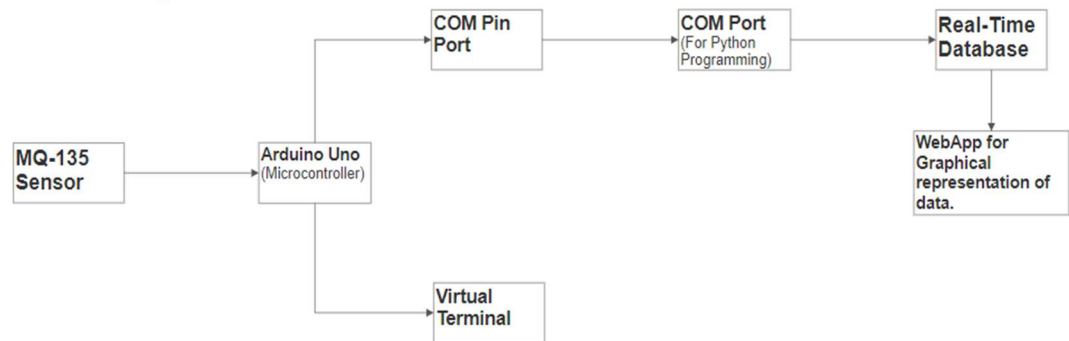 COM Pin
Port
COM Port
(For Python
Programming)
Real-Time
Database
MQ-135
Sensor
Arduino Uno
(Microcontroller)
WebApp for
Graphical
representation of
data.
Virtual
Terminal